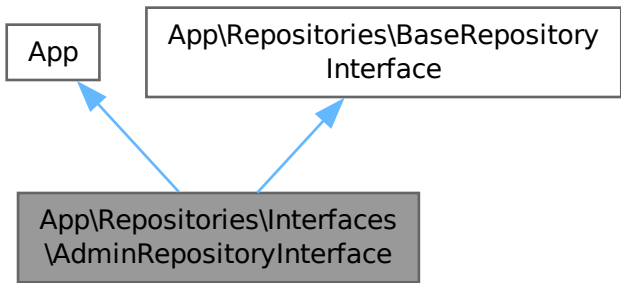 App
App\Repositories\BaseRepository
Interface
App\Repositories\Interfaces
\AdminRepositoryInterface